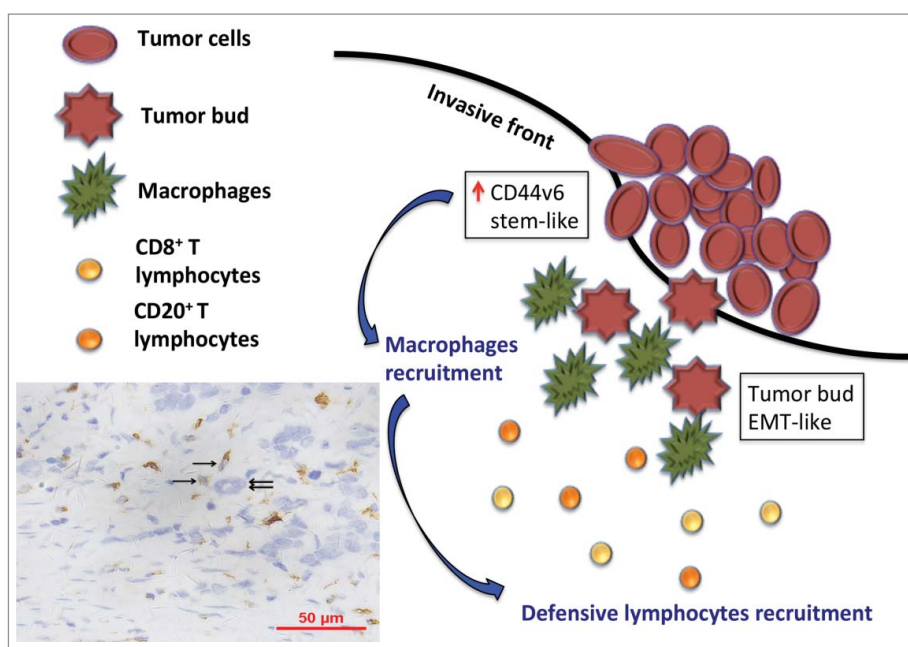 Tumor cells
Tumor bud
Macrophages
CD8⁺ T
lymphocytes
CD20⁺ T
lymphocytes
Invasive front
CD44v6
stem-like
Macrophages
recruitment
Tumor bud
EMT-like
Defensive lymphocytes recruitment
50 µm